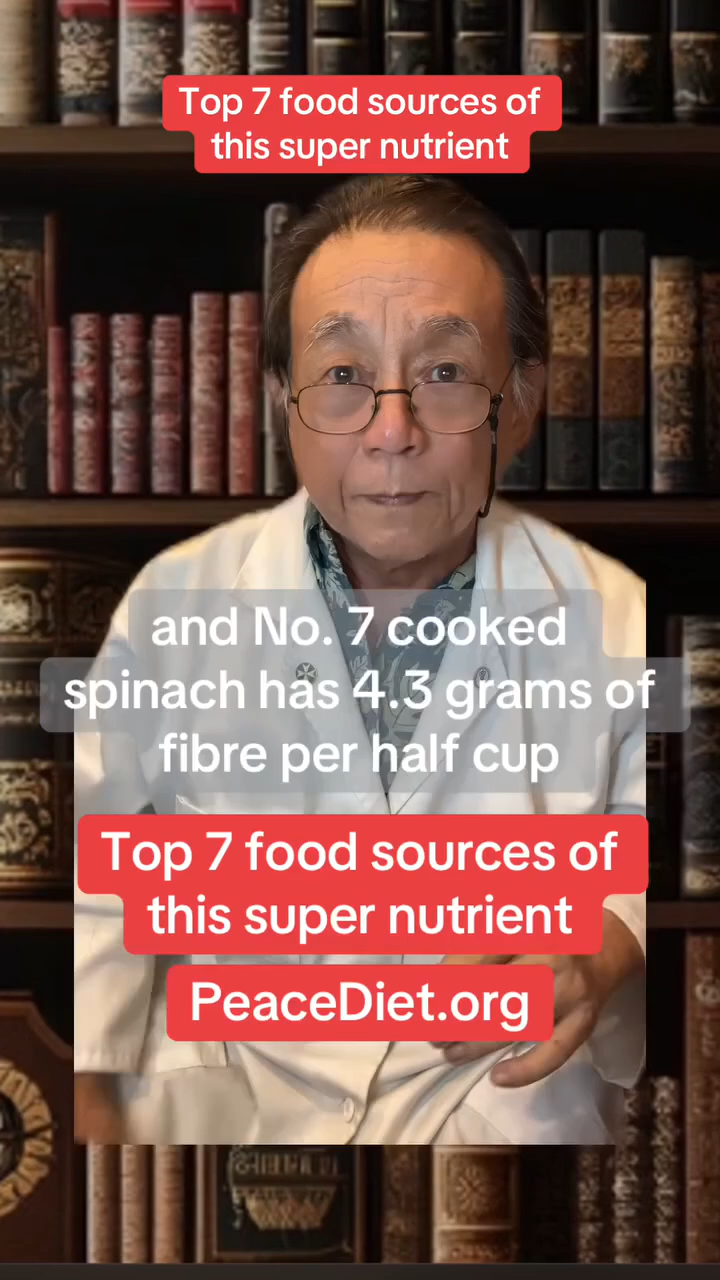 Top 7 food sources of
this super nutrient
and No. 7 cooked
spinach has 4.3 grams of
fibre per half cup
Top 7 food sources of
this super nutrient
PeaceDiet.org